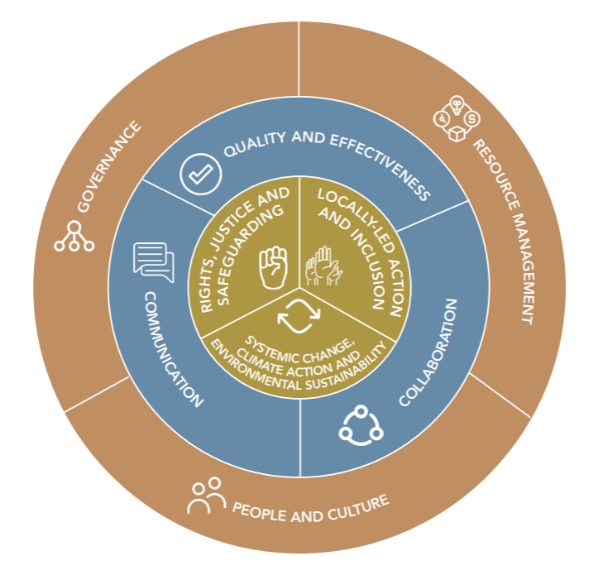 GOVERNANCE
RESOURCE MANAGEMENT
PEOPLE AND CULTURE
QUALITY AND EFFECTIVENESS
COMMUNICATION
COLLABORATION
RIGHTS, JUSTICE AND
SAFEGUARDING
LOCALLY-LED ACTION
AND INCLUSION
SYSTEMIC CHANGE,
CLIMATE ACTION AND
ENVIRONMENTAL SUSTAINABILITY